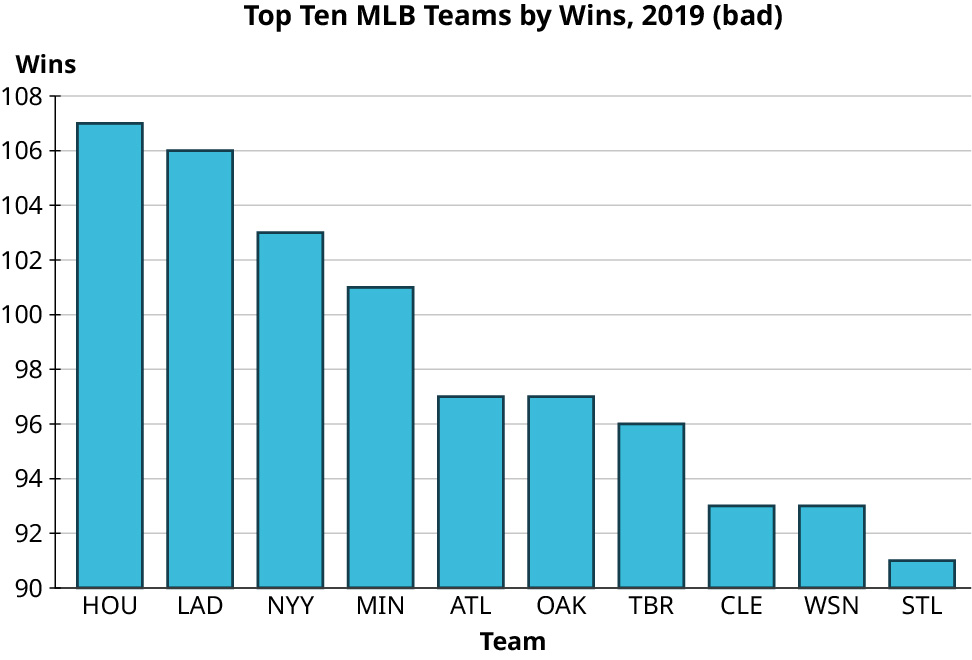 Top Ten MLB Teams by Wins, 2019 (bad)
Wins
108
106
104
102
100
98
96
94
92
90
HOU LAD NYY MIN ATL OAK TBR CLE WSN STL
Team